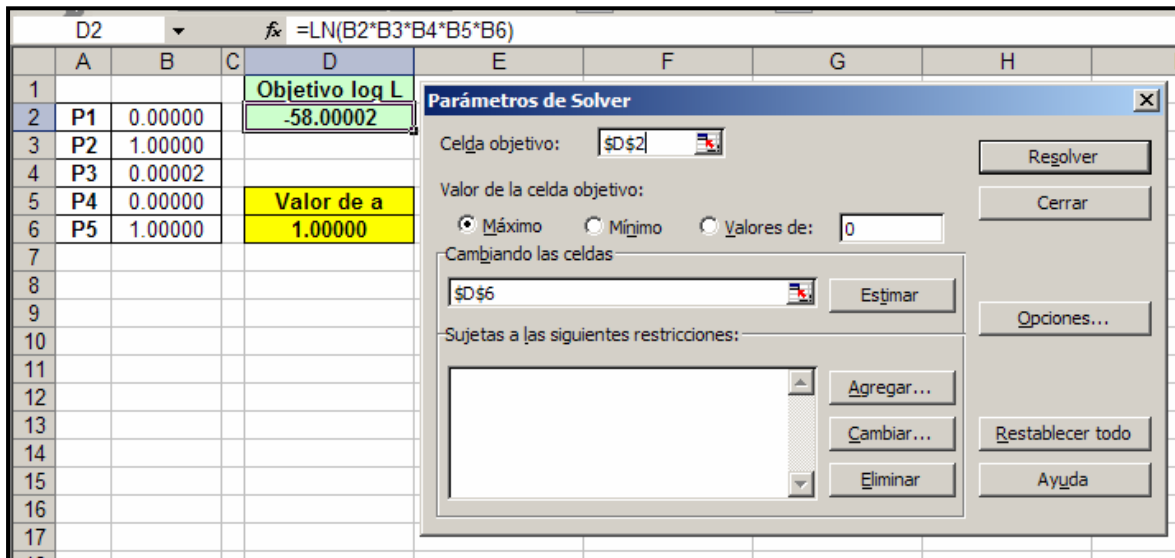 D2 fx =LN(B2*B3*B4*B5*B6)
A B C D E F G H
1 Objetivo log L
2 P1 0.00000 -58.00002
3 P2 1.00000
4 P3 0.00002
5 P4 0.00000 Valor de a
6 P5 1.00000 1.00000
7
8
9
10
11
12
13
14
15
16
17
Parámetros de Solver
Celda objetivo: $D$2
Resolver
Valor de la celda objetivo:
Cerrar
Máximo Mínimo Valores de: 0
Cambiando las celdas
$D$6 Estimar
Opciones...
Sujetas a las siguientes restricciones:
Agregar...
Cambiar... Restablecer todo
Eliminar Ayuda